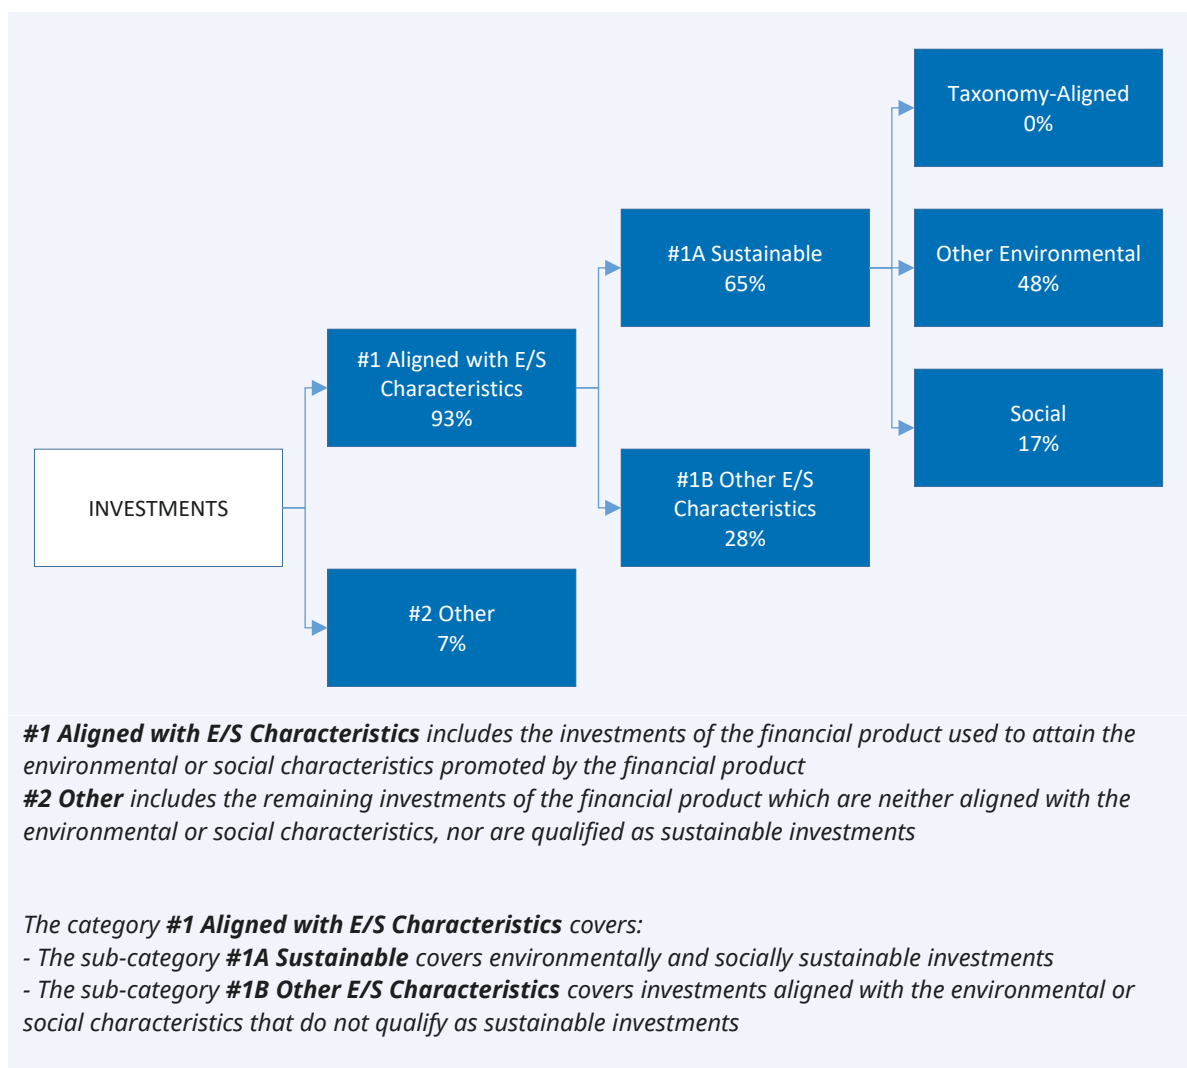 Taxonomy-Aligned
0%
#1A Sustainable
65%
Other Environmental
48%
#1 Aligned with E/S
Characteristics
93%
Social
17%
INVESTMENTS
#1B Other E/S
Characteristics
28%
#2 Other
7%
#1 Aligned with E/S Characteristics includes the investments of the financial product used to attain the
environmental or social characteristics promoted by the financial product
#2 Other includes the remaining investments of the financial product which are neither aligned with the
environmental or social characteristics, nor are qualified as sustainable investments
The category #1 Aligned with E/S Characteristics covers:
- The sub-category #1A Sustainable covers environmentally and socially sustainable investments
- The sub-category #1B Other E/S Characteristics covers investments aligned with the environmental or
social characteristics that do not qualify as sustainable investments